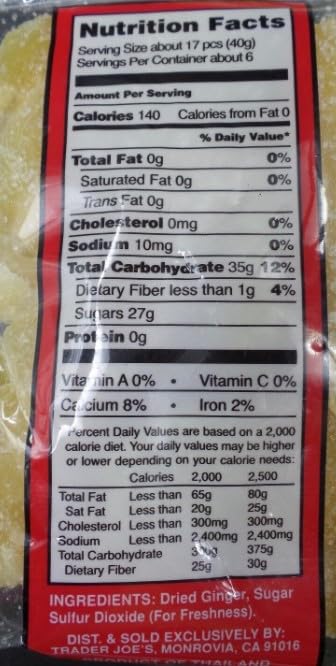 Nutrition Facts
Serving Size about 17 pcs (40g)
Servings Per Container about 6
Amount Per Serving
Calories 140 Calories from Fat 0
% Daily Value*
Total Fat 0g 0%
Saturated Fat 0g 0%
Trans Fat 0g
Cholesterol 0mg 0%
Sodium 10mg 0%
Total Carbohydrate 35g 12%
Dietary Fiber less than 1g 4%
Sugars 27g
Protein 0g
Vitamin A 0% • Vitamin C 0%
Calcium 8% • Iron 2%
Percent Daily Values are based on a 2,000
calorie diet. Your daily values may be higher
or lower depending on your calorie needs:
Calories 2,000 2,500
Total Fat Less than 65g 80g
Sat Fat Less than 20g 25g
Cholesterol Less than 300mg 300mg
Sodium Less than 2,400mg 2,400mg
Total Carbohydrate 375g
Dietary Fiber 25g 30g
INGREDIENTS: Dried Ginger, Sugar
Sulfur Dioxide (For Freshness).
DIST. & SOLD EXCLUSIVELY BY:
TRADER JOE'S, MONROVIA, CA 91016
PRODUCT OF THAILAND